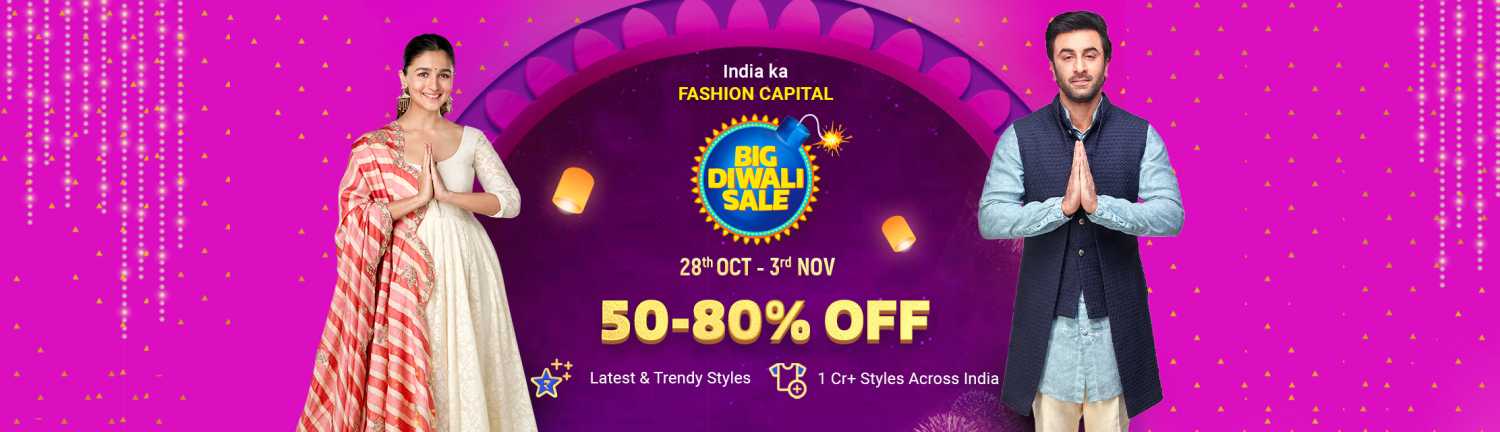 India ka
FASHION CAPITAL
BIG
DIWALI
SALE
28th OCT - 3rd NOV
50-80% OFF
Latest & Trendy Styles
1 Cr+ Styles Across India